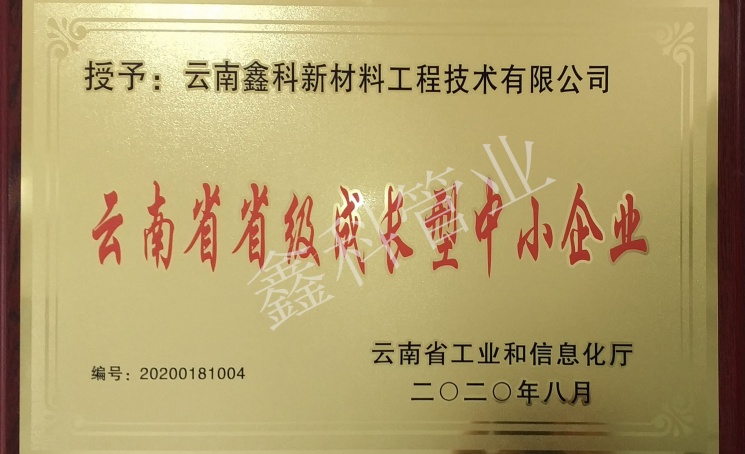 授予：云南鑫科新材料工程技术有限公司
云南省省级成长型中小企业
鑫科管业
云南省工业和信息化厅
编号：20200181004
二〇二〇年八月